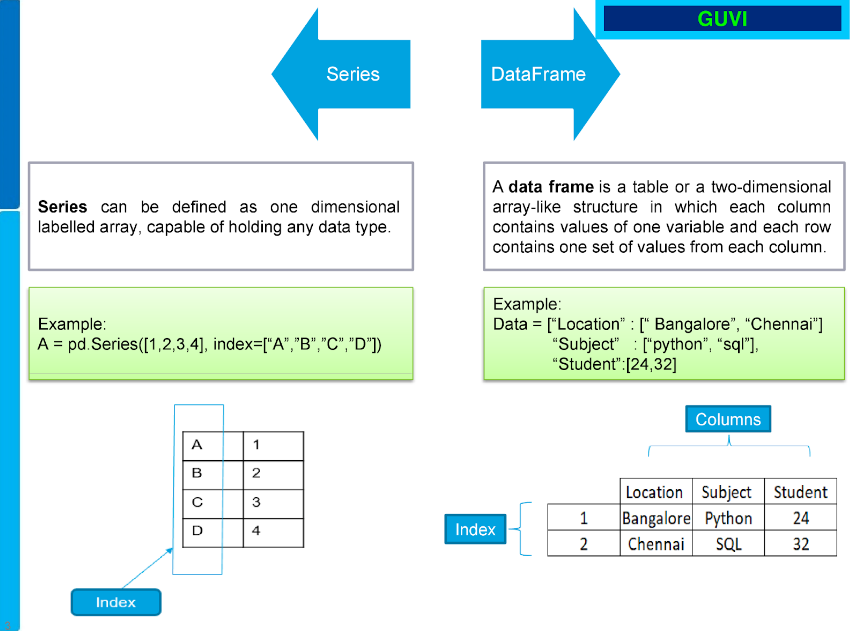 GUVI
Series
DataFrame
Series can be defined as one dimensional
labelled array, capable of holding any data type.
A data frame is a table or a two-dimensional
array-like structure in which each column
contains values of one variable and each row
contains one set of values from each column.
Example:
A = pd.Series([1,2,3,4], index=[“A”,”B”,”C”,”D”])
Example:
Data = [“Location” : [“ Bangalore”, “Chennai”]
“Subject” : [“python”, “sql”],
“Student”:[24,32]
A 1
B 2
C 3
D 4
Index
Columns
Index
Location Subject Student
1 Bangalore Python 24
2 Chennai SQL 32